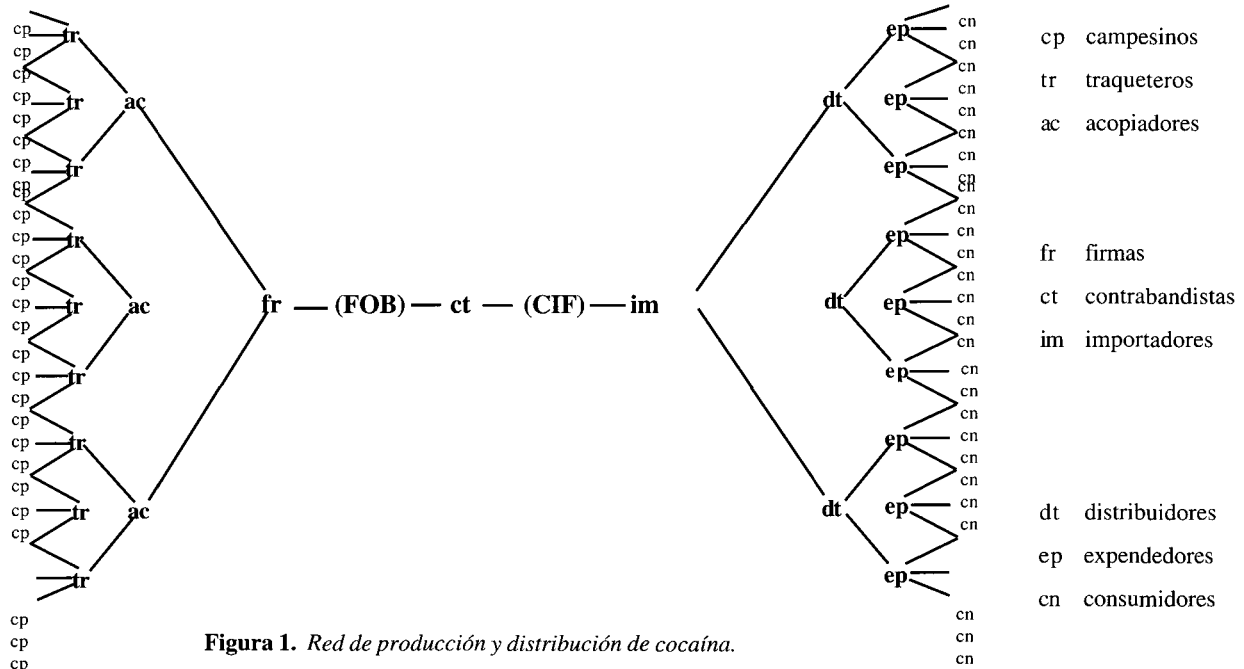 cp tr ep cn cp campesinos
cp cn
cp cn tr traqueteros
cp tr ac dt ep cn
cp cn ac acopiadores
cp cn
cp tr ep cn
cp cn
cp cn
cp cn
cp tr ep cn
cp cn fr firmas
cp cn
cp tr ac fr (FOB) ct (CIF) im dt ep cn ct contrabandistas
cp cn
cp cn im importadores
cp tr ep cn
cp cn
cp cn
cp tr ep cn
cp cn
cp cn
cp tr ac dt ep cn dt distribuidores
cp cn
ep expendedores
tr ep
cn consumidores
cp cn
cp cn
cp cn
Figura 1. Red de producción y distribución de cocaína.